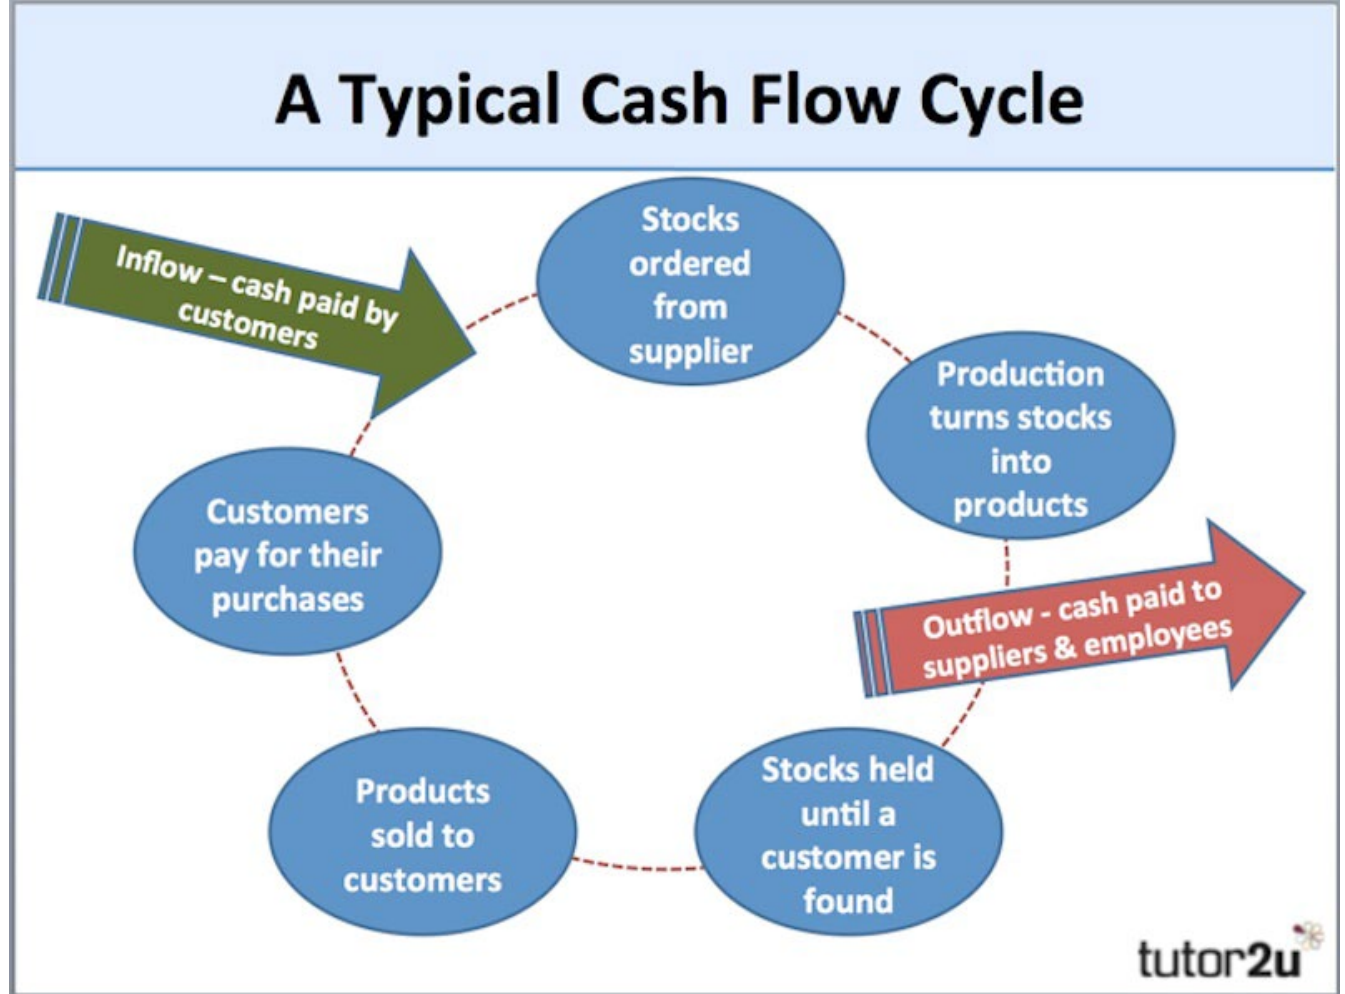 A Typical Cash Flow Cycle
Inflow – cash paid by
customers
Stocks
ordered
from
supplier
Production
turns stocks
into
products
Outflow - cash paid to
suppliers & employees
Stocks held
until a
customer is
found
Products
sold to
customers
Customers
pay for their
purchases
tutor2u